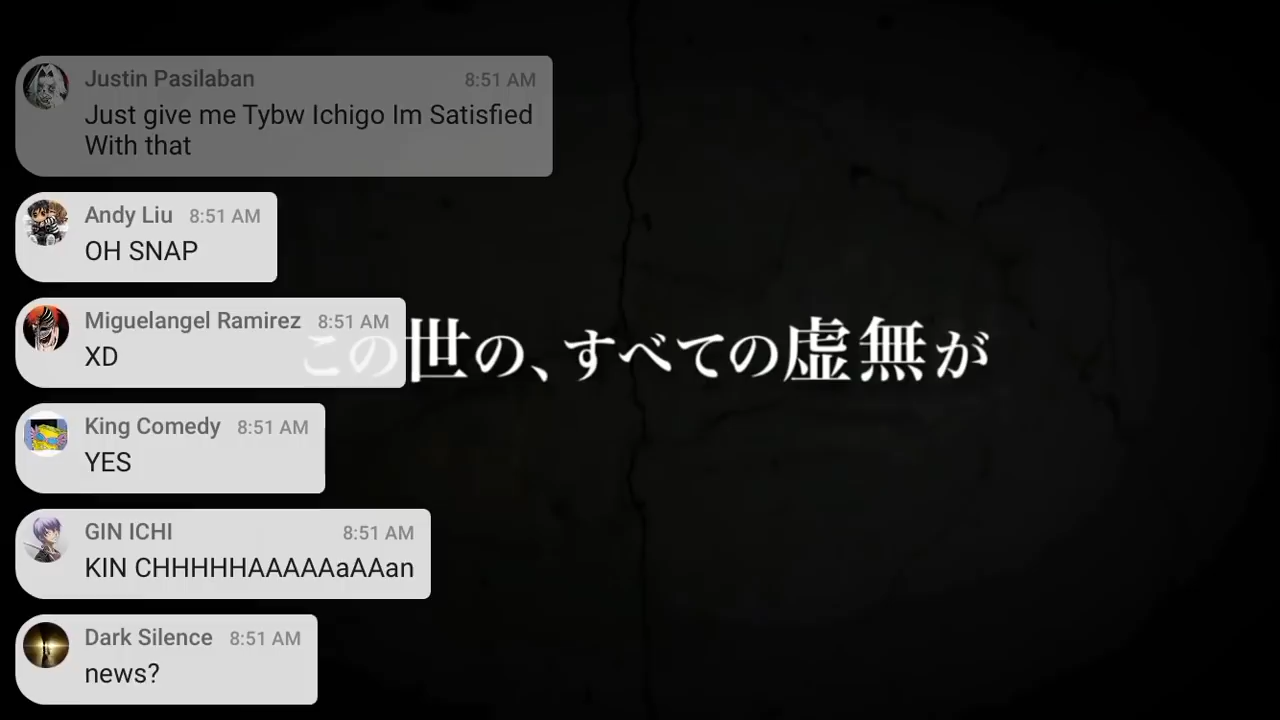 Justin Pasilaban 8:51 AM
Just give me Tybw Ichigo Im Satisfied
With that
Andy Liu 8:51 AM
OH SNAP
Miguelangel Ramirez 8:51 AM
XD
この世の、すべての虚無が
King Comedy 8:51 AM
YES
GIN ICHI 8:51 AM
KIN CHHHHHAAAAAaAAan
Dark Silence 8:51 AM
news?